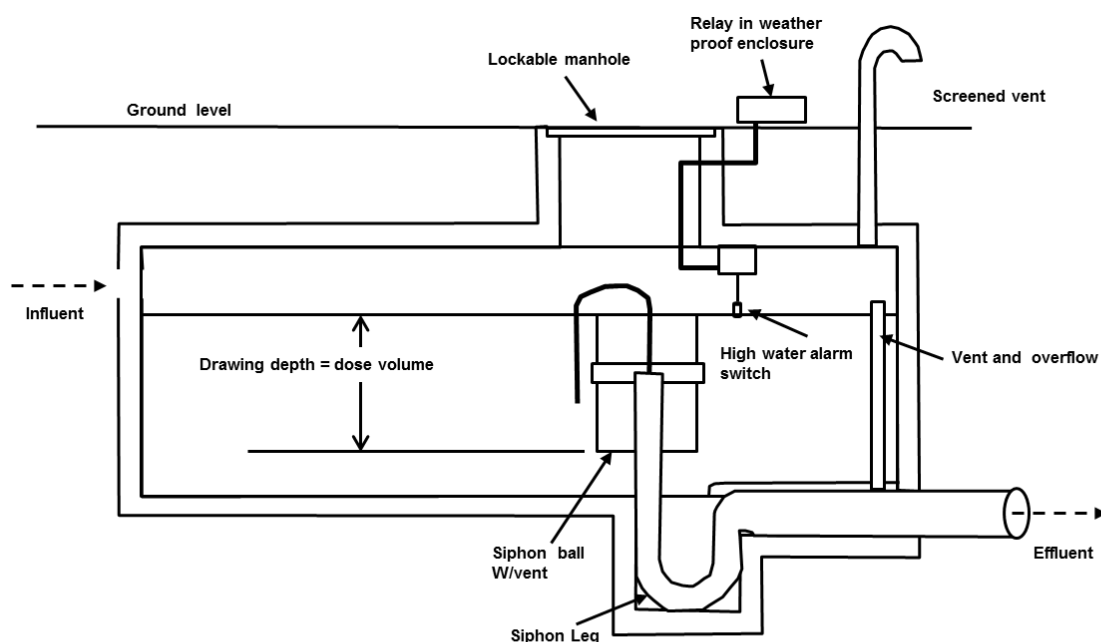 Relay in weather
proof enclosure
Lockable manhole
Screened vent
Ground level
Influent
Drawing depth = dose volume
High water alarm
switch
Vent and overflow
Siphon ball
W/vent
Effluent
Siphon Leg